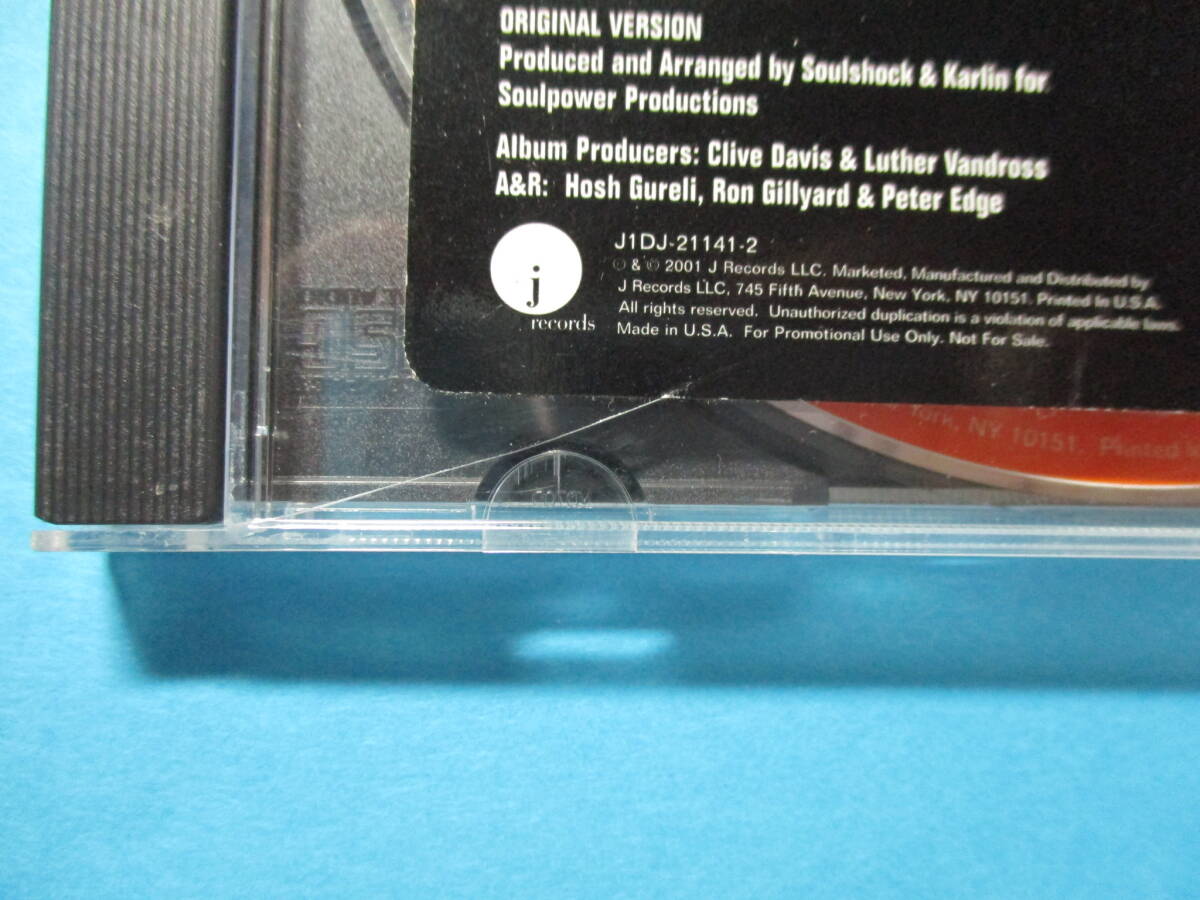 ORIGINAL VERSION
Produced and Arranged by Soulshock & Karlin for
Soulpower Productions
Album Producers: Clive Davis & Luther Vandross
A&R: Hosh Gureli, Ron Gillyard & Peter Edge
j
records
J1DJ-21141-2
℗ & © 2001 J Records LLC. Marketed, Manufactured and Distributed by
J Records LLC, 745 Fifth Avenue, New York, NY 10151. Printed in U.S.A.
All rights reserved. Unauthorized duplication is a violation of applicable laws.
Made in U.S.A. For Promotional Use Only. Not For Sale.
York, NY 10151. Printed in